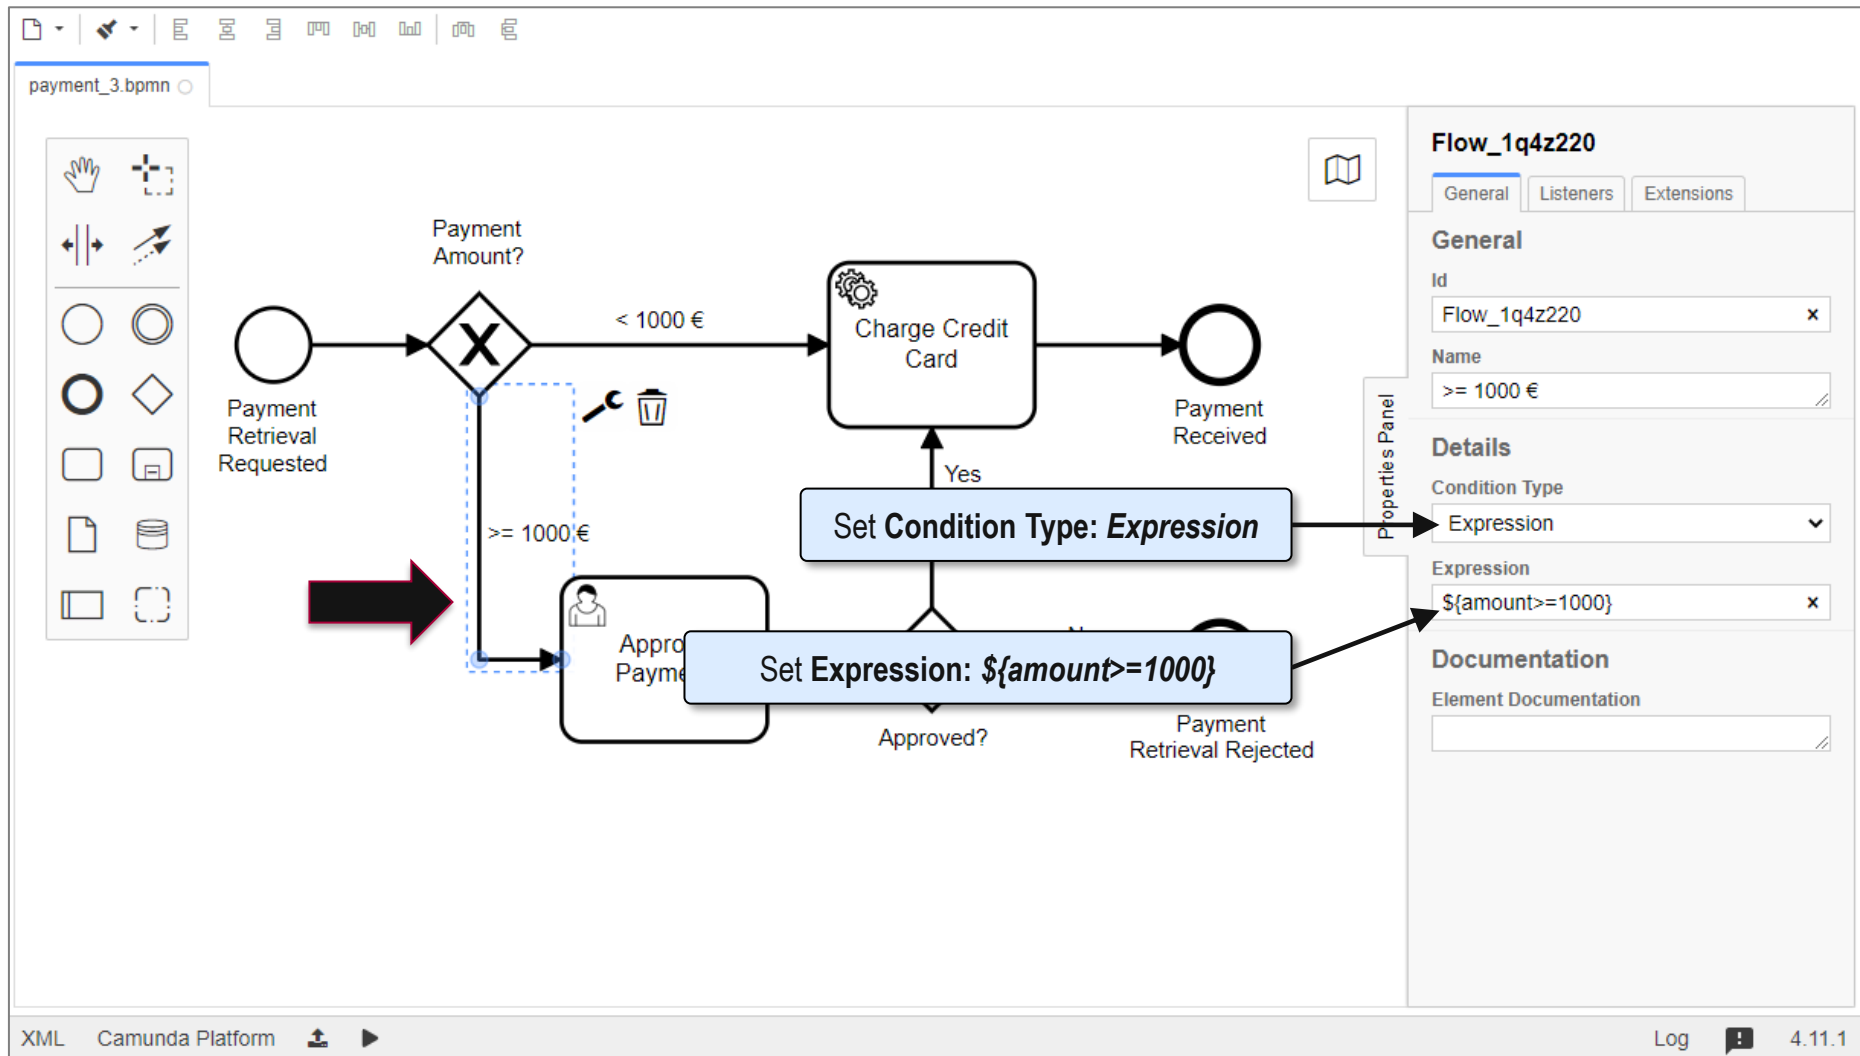 payment_3.bpmn
Payment
Amount?
< 1000 €
Charge Credit
Card
Payment
Retrieval
Requested
Payment
Received
Yes
>= 1000 €
Set Condition Type: Expression
Appro
Payme
Set Expression: ${amount>=1000}
Approved?
Payment
Retrieval Rejected
Properties Panel
Flow_1q4z220
General Listeners Extensions
General
Id
Flow_1q4z220
Name
>= 1000 €
Details
Condition Type
Expression
Expression
${amount>=1000}
Documentation
Element Documentation
XML Camunda Platform Log 4.11.1